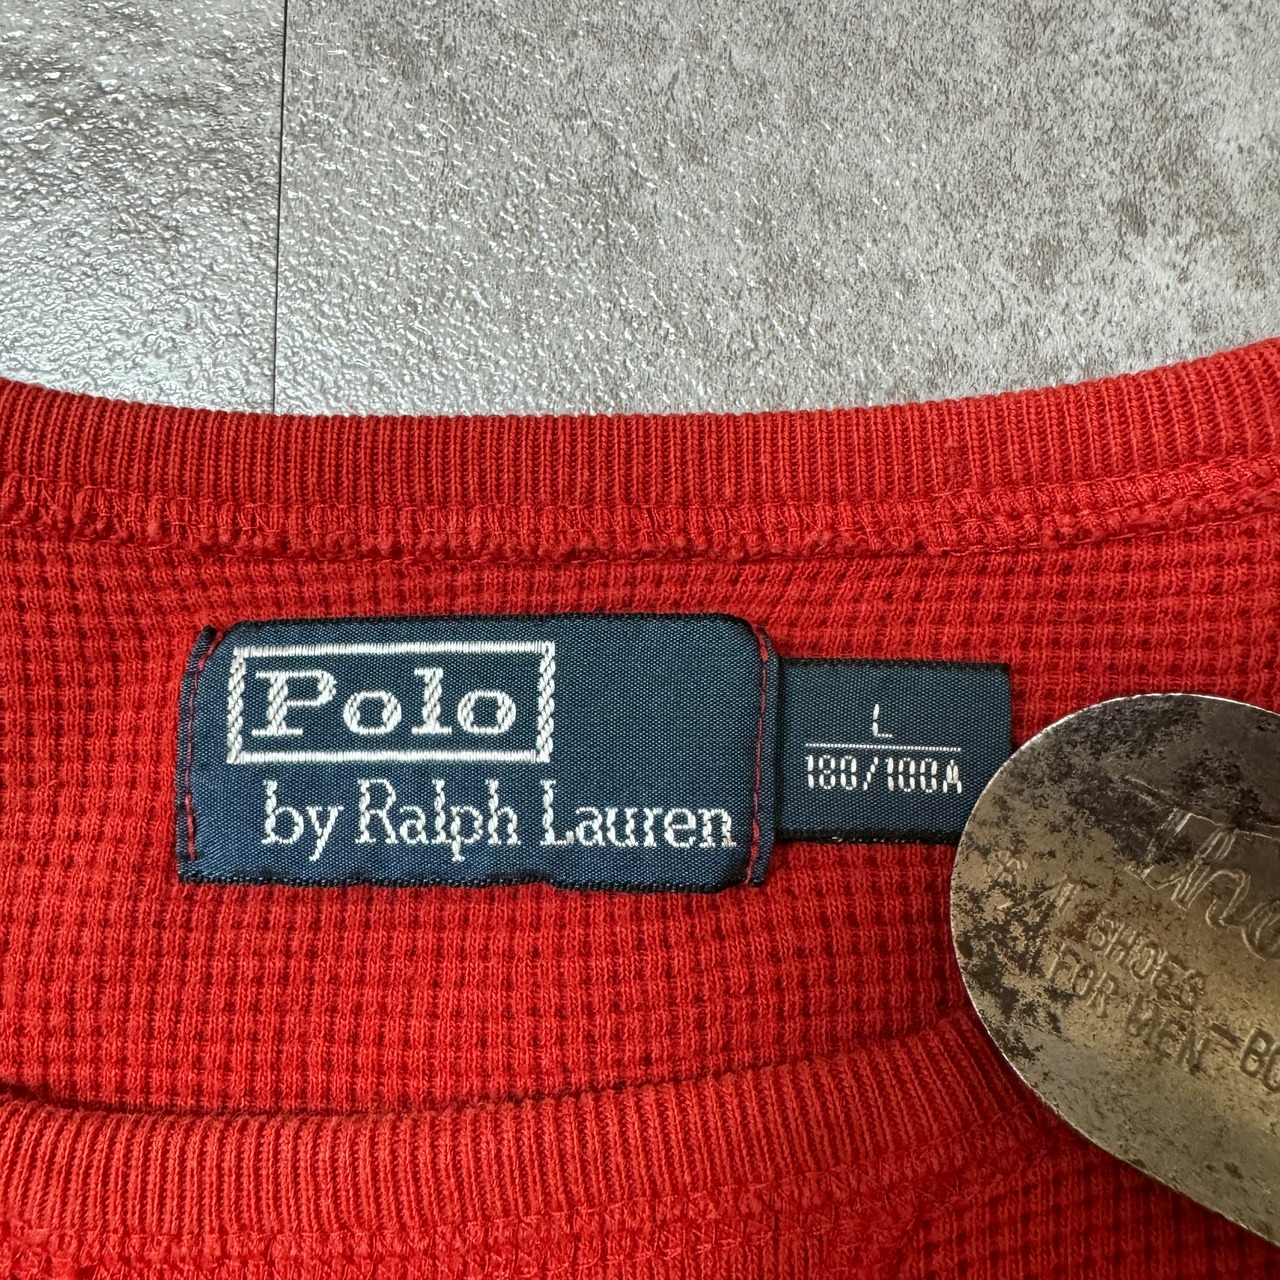 Polo
by Ralph Lauren
L
180/100A
SHOES
FOR MEN